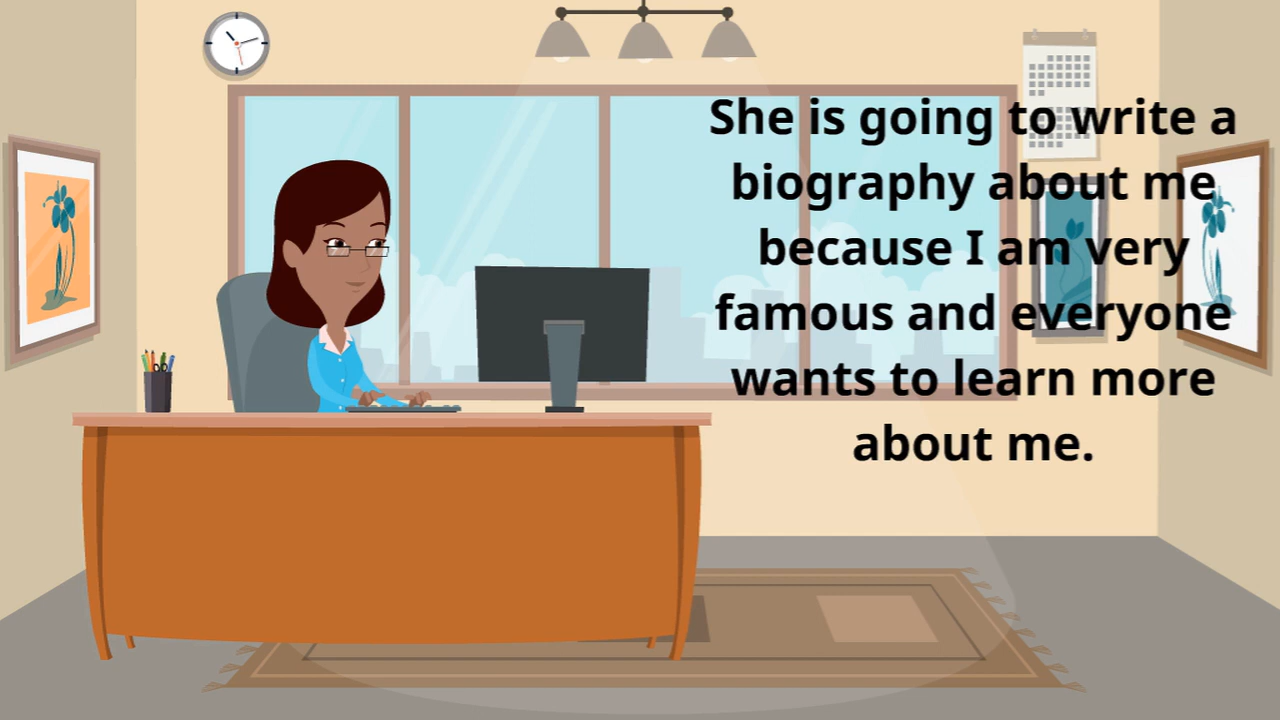 She is going to write a
biography about me
because I am very
famous and everyone
wants to learn more
about me.